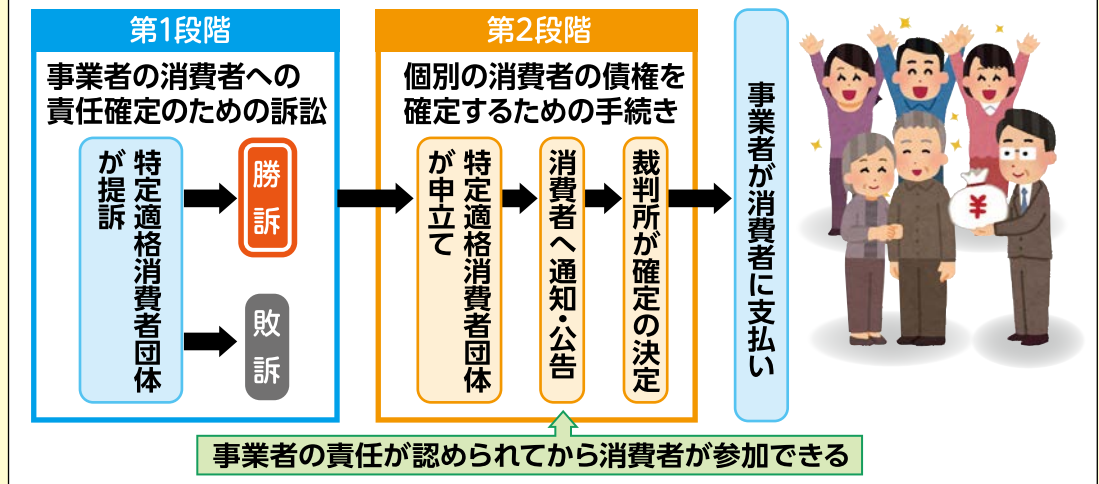 第1段階
事業者の消費者への
責任確定のための訴訟
特定適格消費者団体
が提訴
勝訴
敗訴
第2段階
個別の消費者の債権を
確定するための手続き
特定適格消費者団体
が申立て
消費者へ通知・公告
裁判所が確定の決定
事業者が消費者に支払い
¥
事業者の責任が認められてから消費者が参加できる